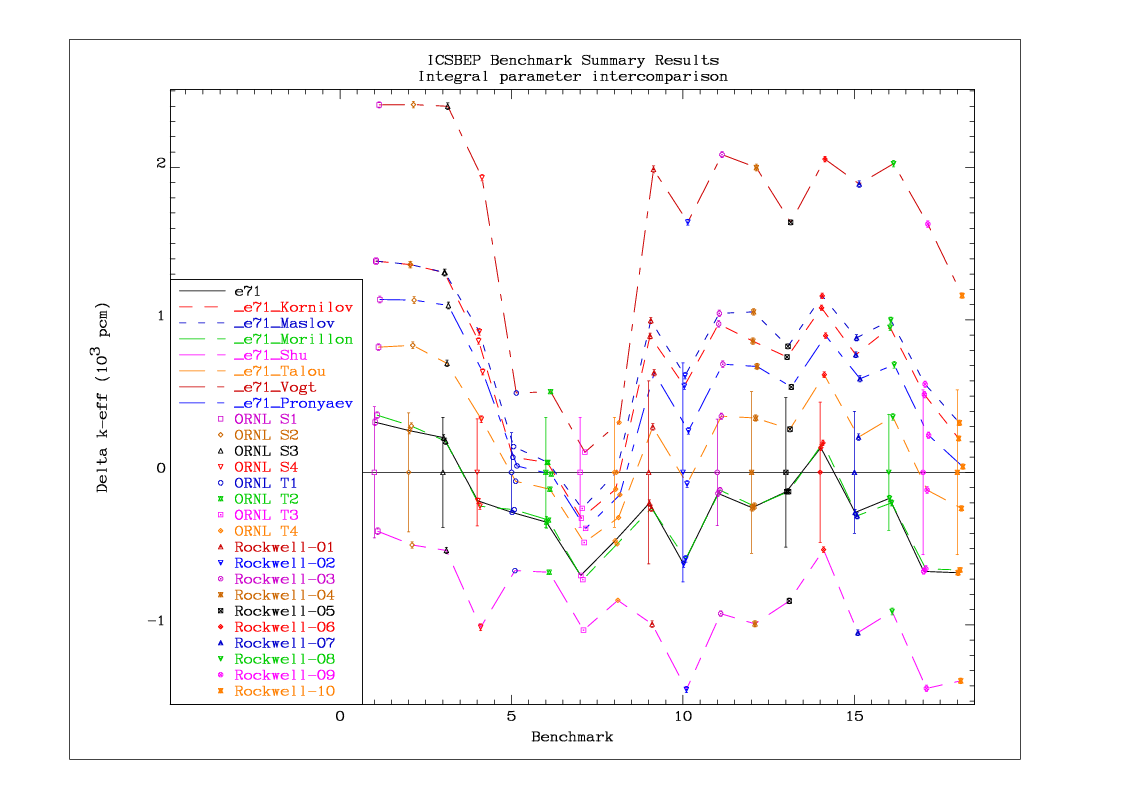 ICSBEP Benchmark Summary Results
Integral parameter intercomparison
Delta k-eff (10³ pcm)
2
1
0
-1
e71
_e71_Kornilov
_e71_Maslov
_e71_Morillon
_e71_Shu
_e71_Talou
_e71_Vogt
_e71_Pronyaev
ORNL S1
ORNL S2
ORNL S3
ORNL S4
ORNL T1
ORNL T2
ORNL T3
ORNL T4
Rockwell-01
Rockwell-02
Rockwell-03
Rockwell-04
Rockwell-05
Rockwell-06
Rockwell-07
Rockwell-08
Rockwell-09
Rockwell-10
0 5 10 15
Benchmark